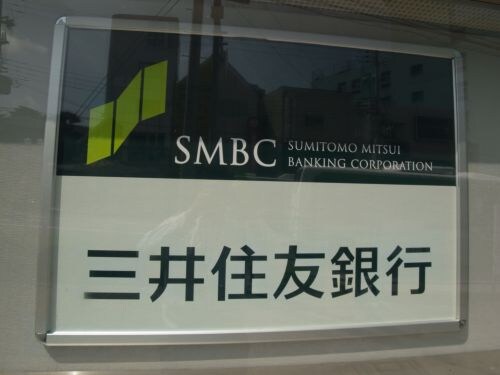 SMBC
SUMITOMO MITSUI
BANKING CORPORATION
三井住友銀行